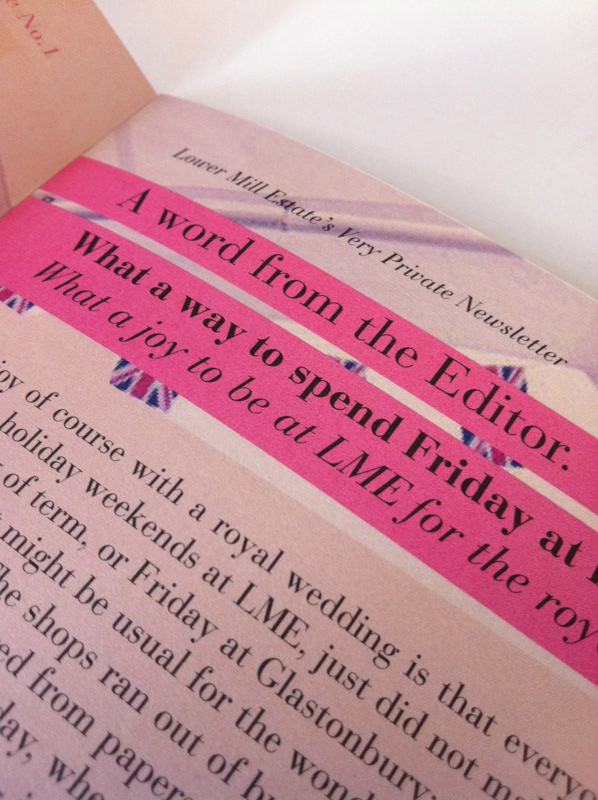 e No.1
Lower Mill Estate's Very Private Newsletter
A word from the Editor.
What a way to spend Friday at
What a joy to be at LME for the roy
joy of course with a royal wedding is that everyo
holiday weekends at LME, just did not m
of term, or Friday at Glastonbury;
might be usual for the wond
he shops ran out of b
ed from papers
day, whe